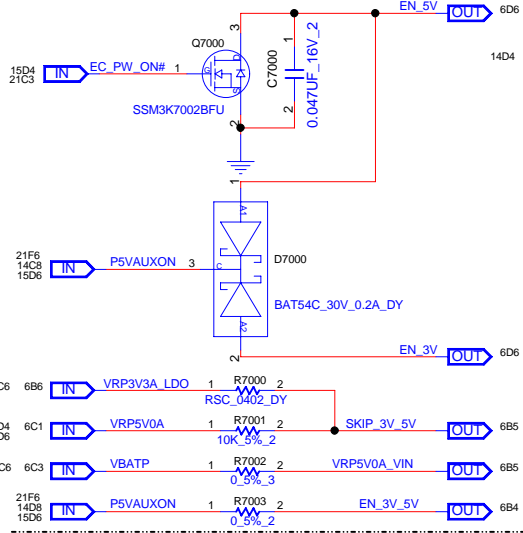 EN_5V OUT 6D6
3
Q7000
1
C7000
0.047UF_16V_2
14D4
15D4
21C3
IN EC_PW_ON# 1 G D S
SSM3K7002BFU
2
2
1
A1
21F6
14C8
15D6
IN P5VAUXON 3 C D7000
BAT54C_30V_0.2A_DY
A2
2
EN_3V OUT 6D6
C6 6B6 IN VRP3V3A_LDO 1 R7000 2
RSC_0402_DY
D4
D6
6C1 IN VRP5V0A 1 R7001 2 SKIP_3V_5V OUT 6B5
10K_5%_2
C6 6C3 IN VBATP 1 R7002 2 VRP5V0A_VIN OUT 6B5
0_5%_3
21F6
14D8
15D6
IN P5VAUXON 1 R7003 2 EN_3V_5V OUT 6B4
0_5%_2